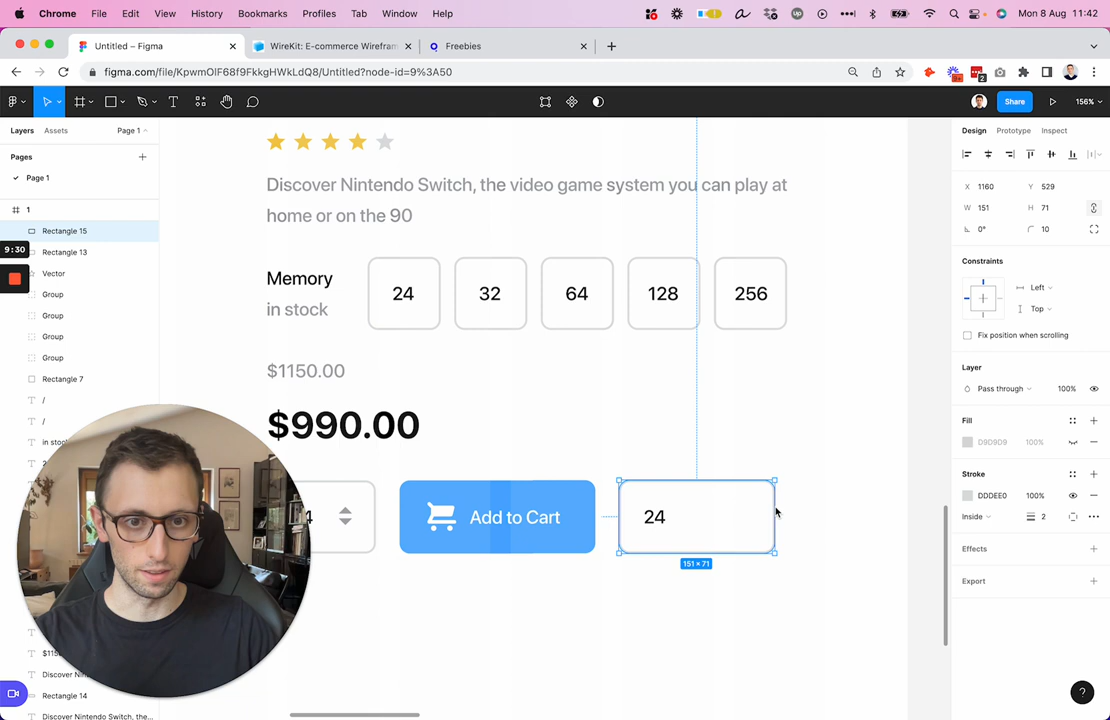 Chrome File Edit View History Bookmarks Profiles Tab Window Help Mon 8 Aug 11:42
Untitled – Figma WireKit: E-commerce Wirefram Freebies
figma.com/file/KpwmOlF68f9FkkgHWkLdQ8/Untitled?node-id=9%3A50
Share 156%
Layers Assets Page 1
Design Prototype Inspect
Pages
Page 1
1
Rectangle 15
9:30
Rectangle 13
Vector
Group
Group
Group
Group
Rectangle 7
/
/
in stock
$11
Discover Nin
Rectangle 14
Discover Nintendo Switch, the...
Discover Nintendo Switch, the video game system you can play at
home or on the 90
Memory
in stock
24 32 64 128 256
$1150.00
$990.00
4
Add to Cart
24
151 × 71
X 1160 Y 529
W 151 H 71
0° 10
Constraints
Left
Top
Fix position when scrolling
Layer
Pass through 100%
Fill
D9D9D9 100%
Stroke
DDDEE0 100%
Inside 2
Effects
Export
?